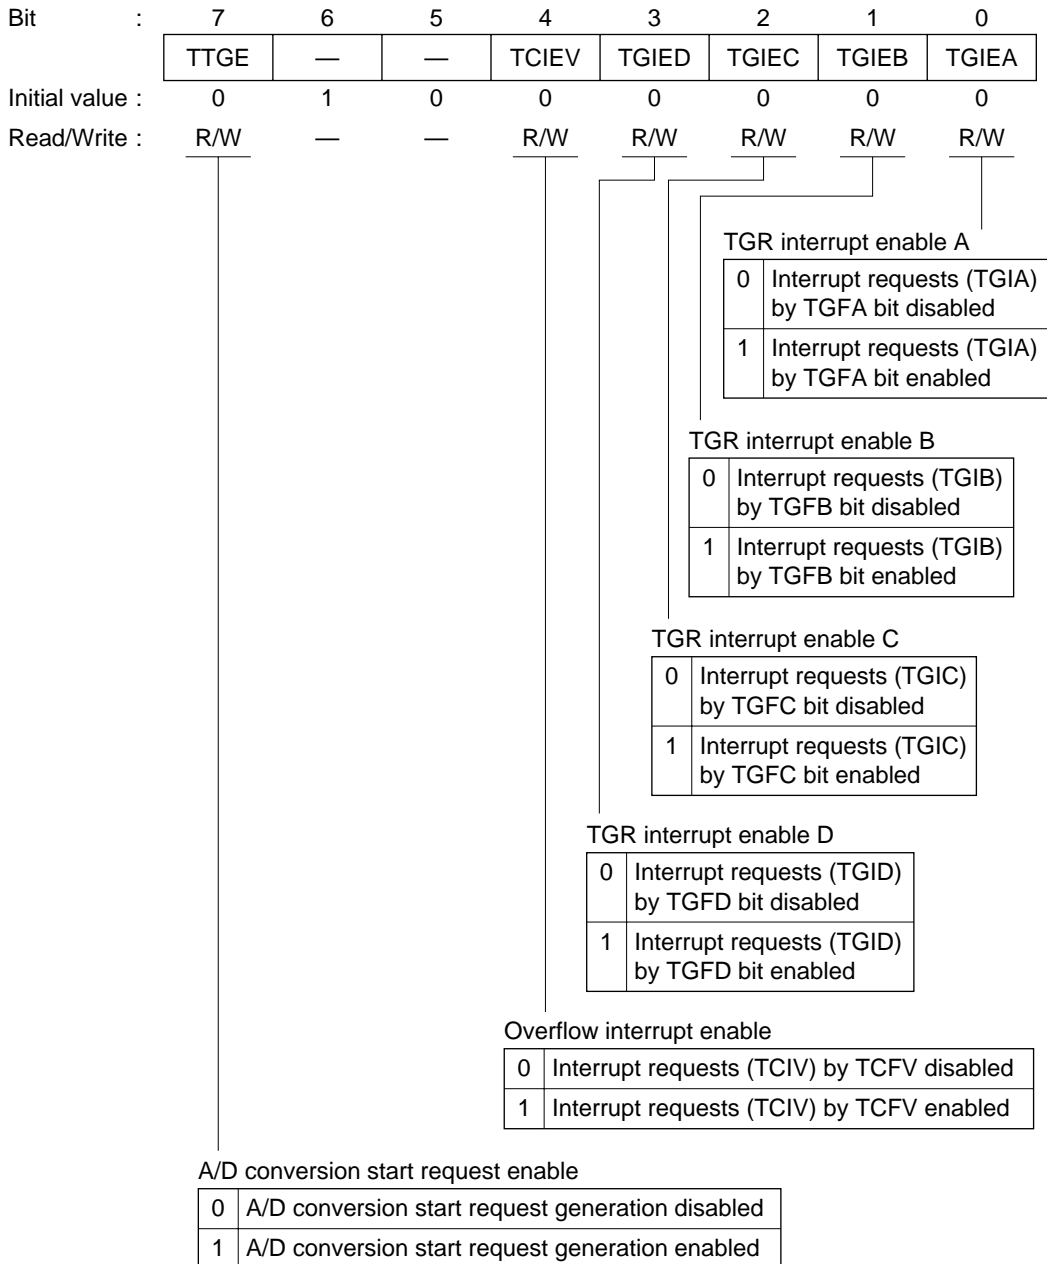 Bit : 7 6 5 4 3 2 1 0
TTGE — — TCIEV TGIED TGIEC TGIEB TGIEA
Initial value : 0 1 0 0 0 0 0 0
Read/Write : R/W — — R/W R/W R/W R/W R/W
TGR interrupt enable A
0 Interrupt requests (TGIA)
by TGFA bit disabled
1 Interrupt requests (TGIA)
by TGFA bit enabled
TGR interrupt enable B
0 Interrupt requests (TGIB)
by TGFB bit disabled
1 Interrupt requests (TGIB)
by TGFB bit enabled
TGR interrupt enable C
0 Interrupt requests (TGIC)
by TGFC bit disabled
1 Interrupt requests (TGIC)
by TGFC bit enabled
TGR interrupt enable D
0 Interrupt requests (TGID)
by TGFD bit disabled
1 Interrupt requests (TGID)
by TGFD bit enabled
Overflow interrupt enable
0 Interrupt requests (TCIV) by TCFV disabled
1 Interrupt requests (TCIV) by TCFV enabled
A/D conversion start request enable
0 A/D conversion start request generation disabled
1 A/D conversion start request generation enabled